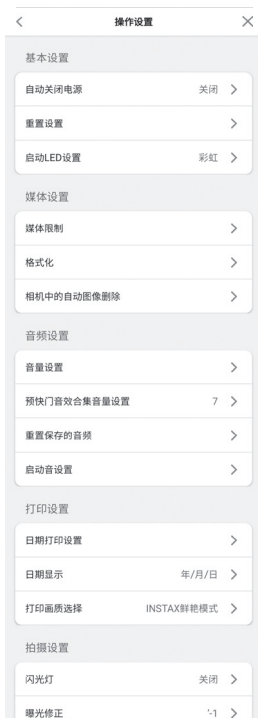 操作设置
基本设置
自动关闭电源 关闭
重置设置
启动LED设置 彩虹
媒体设置
媒体限制
格式化
相机中的自动图像删除
音频设置
音量设置
预快门音效合集音量设置 7
重置保存的音频
启动音设置
打印设置
日期打印设置
日期显示 年/月/日
打印画质选择 INSTAX鲜艳模式
拍摄设置
闪光灯 关闭
曝光修正 '-1